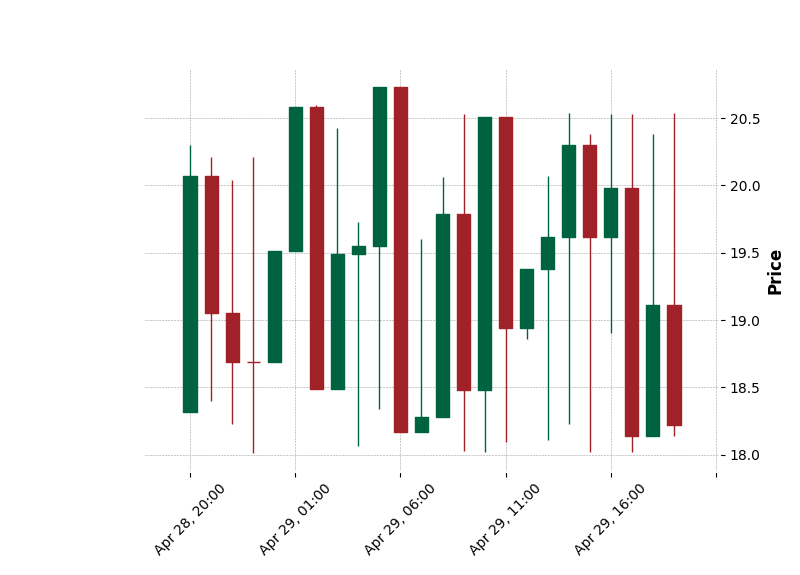 20.5
20.0
19.5
19.0
18.5
18.0
Price
Apr 28, 20:00
Apr 29, 01:00
Apr 29, 06:00
Apr 29, 11:00
Apr 29, 16:00